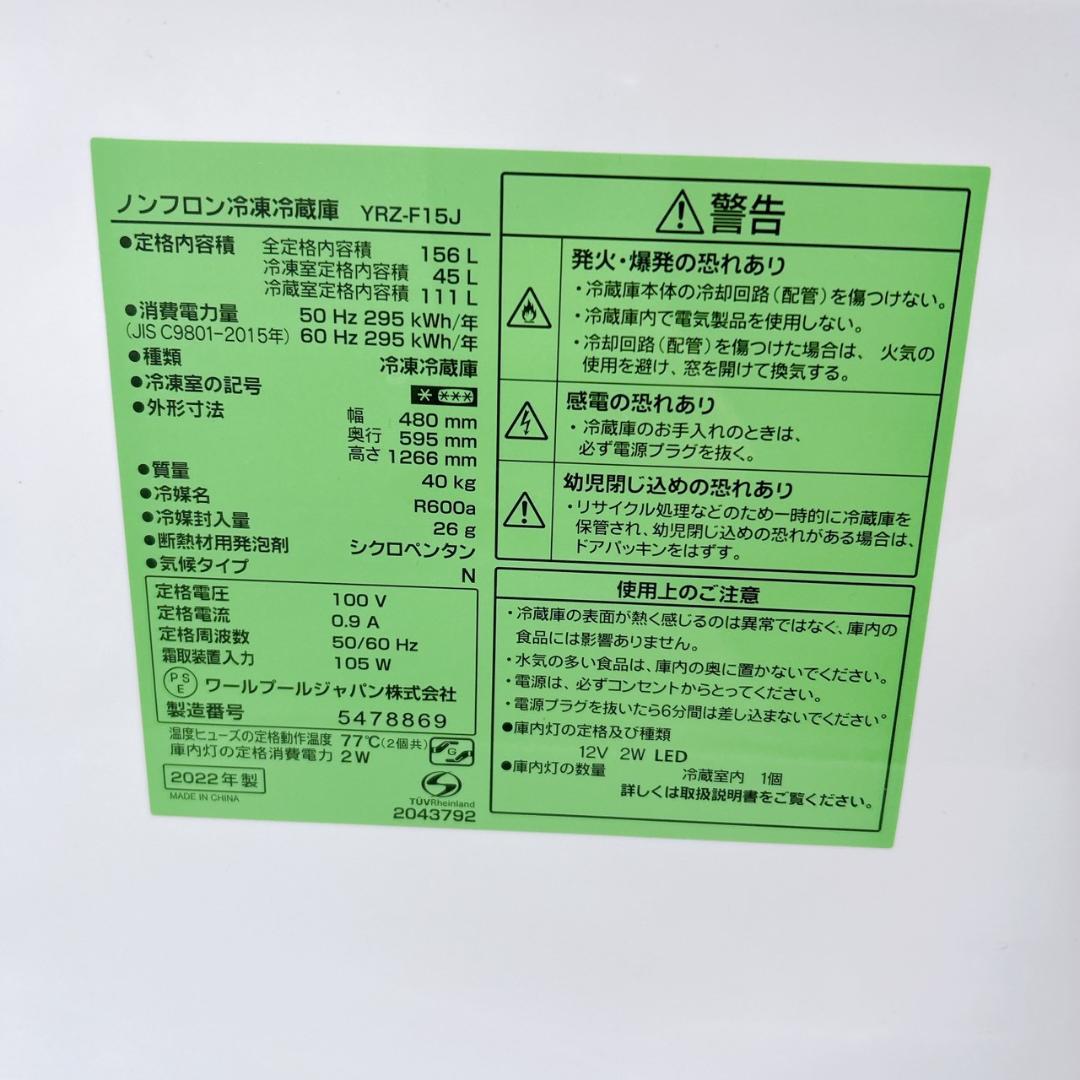 ノンフロン冷凍冷蔵庫 YRZ-F15J
●定格内容積 全定格内容積 156 L
冷凍室定格内容積 45 L
冷蔵室定格内容積 111 L
●消費電力量 50 Hz 295 kWh/年
(JIS C9801-2015年) 60 Hz 295 kWh/年
●種類 冷凍冷蔵庫
●冷凍室の記号
●外形寸法 幅 480 mm
奥行 595 mm
高さ 1266 mm
●質量 40 kg
●冷媒名 R600a
●冷媒封入量 26 g
●断熱材用発泡剤 シクロペンタン
●気候タイプ N
定格電圧 100 V
定格電流 0.9 A
定格周波数 50/60 Hz
霜取装置入力 105 W
PSE ワールプールジャパン株式会社
製造番号 5478869
温度ヒューズの定格動作温度 77℃(2個共)
庫内灯の定格消費電力 2W
G
2022年製
MADE IN CHINA
TÜVRheinland
2043792
警告
発火・爆発の恐れあり
・冷蔵庫本体の冷却回路(配管)を傷つけない。
・冷蔵庫内で電気製品を使用しない。
・冷却回路(配管)を傷つけた場合は、火気の
使用を避け、窓を開けて換気する。
感電の恐れあり
・冷蔵庫のお手入れのときは、
必ず電源プラグを抜く。
幼児閉じ込めの恐れあり
・リサイクル処理などのため一時的に冷蔵庫を
保管され、幼児閉じ込めの恐れがある場合は、
ドアパッキンをはずす。
使用上のご注意
・冷蔵庫の表面が熱く感じるのは異常ではなく、庫内の
食品には影響ありません。
・水気の多い食品は、庫内の奥に置かないでください。
・電源は、必ずコンセントからとってください。
・電源プラグを抜いたら6分間は差し込まないでください。
●庫内灯の定格及び種類
12V 2W LED
●庫内灯の数量 冷蔵室内 1個
詳しくは取扱説明書をご覧ください。